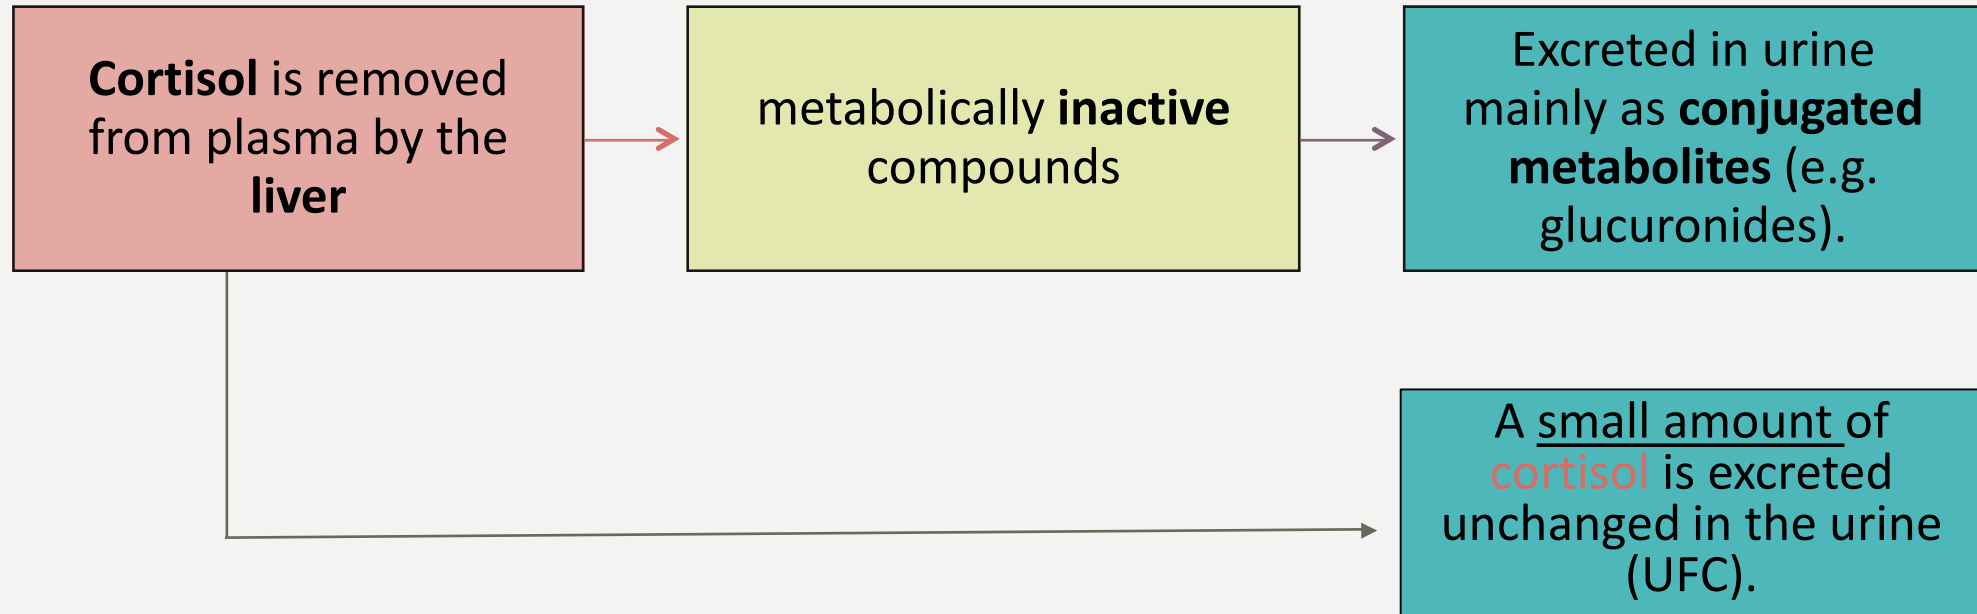 Cortisol is removed
from plasma by the
liver
metabolically inactive
compounds
Excreted in urine
mainly as conjugated
metabolites (e.g.
glucuronides).
A small amount of
cortisol is excreted
unchanged in the urine
(UFC).